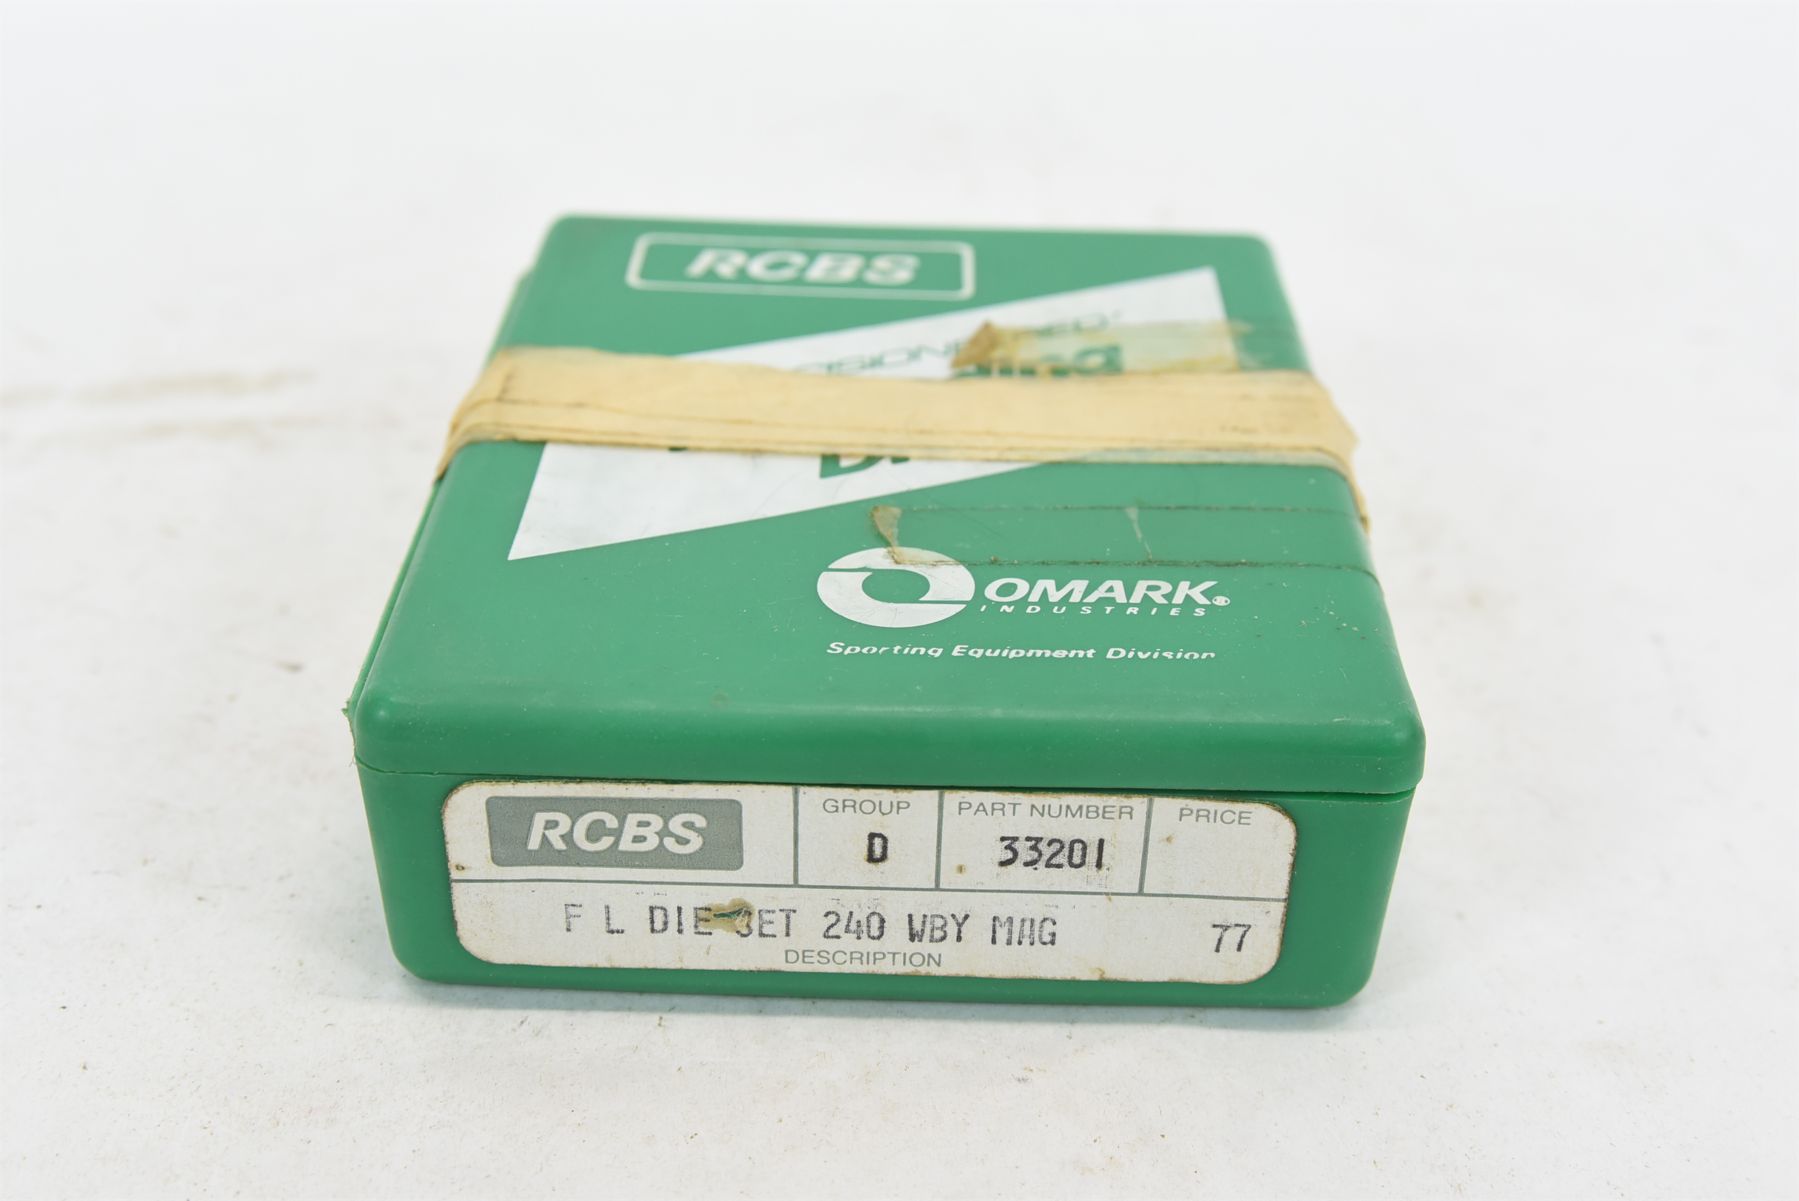 RCBS
OMARK®
INDUSTRIES
Sporting Equipment Division
RCBS
GROUP
D
PART NUMBER
33201
PRICE
F L DIE SET 240 WBY MAG
77
DESCRIPTION